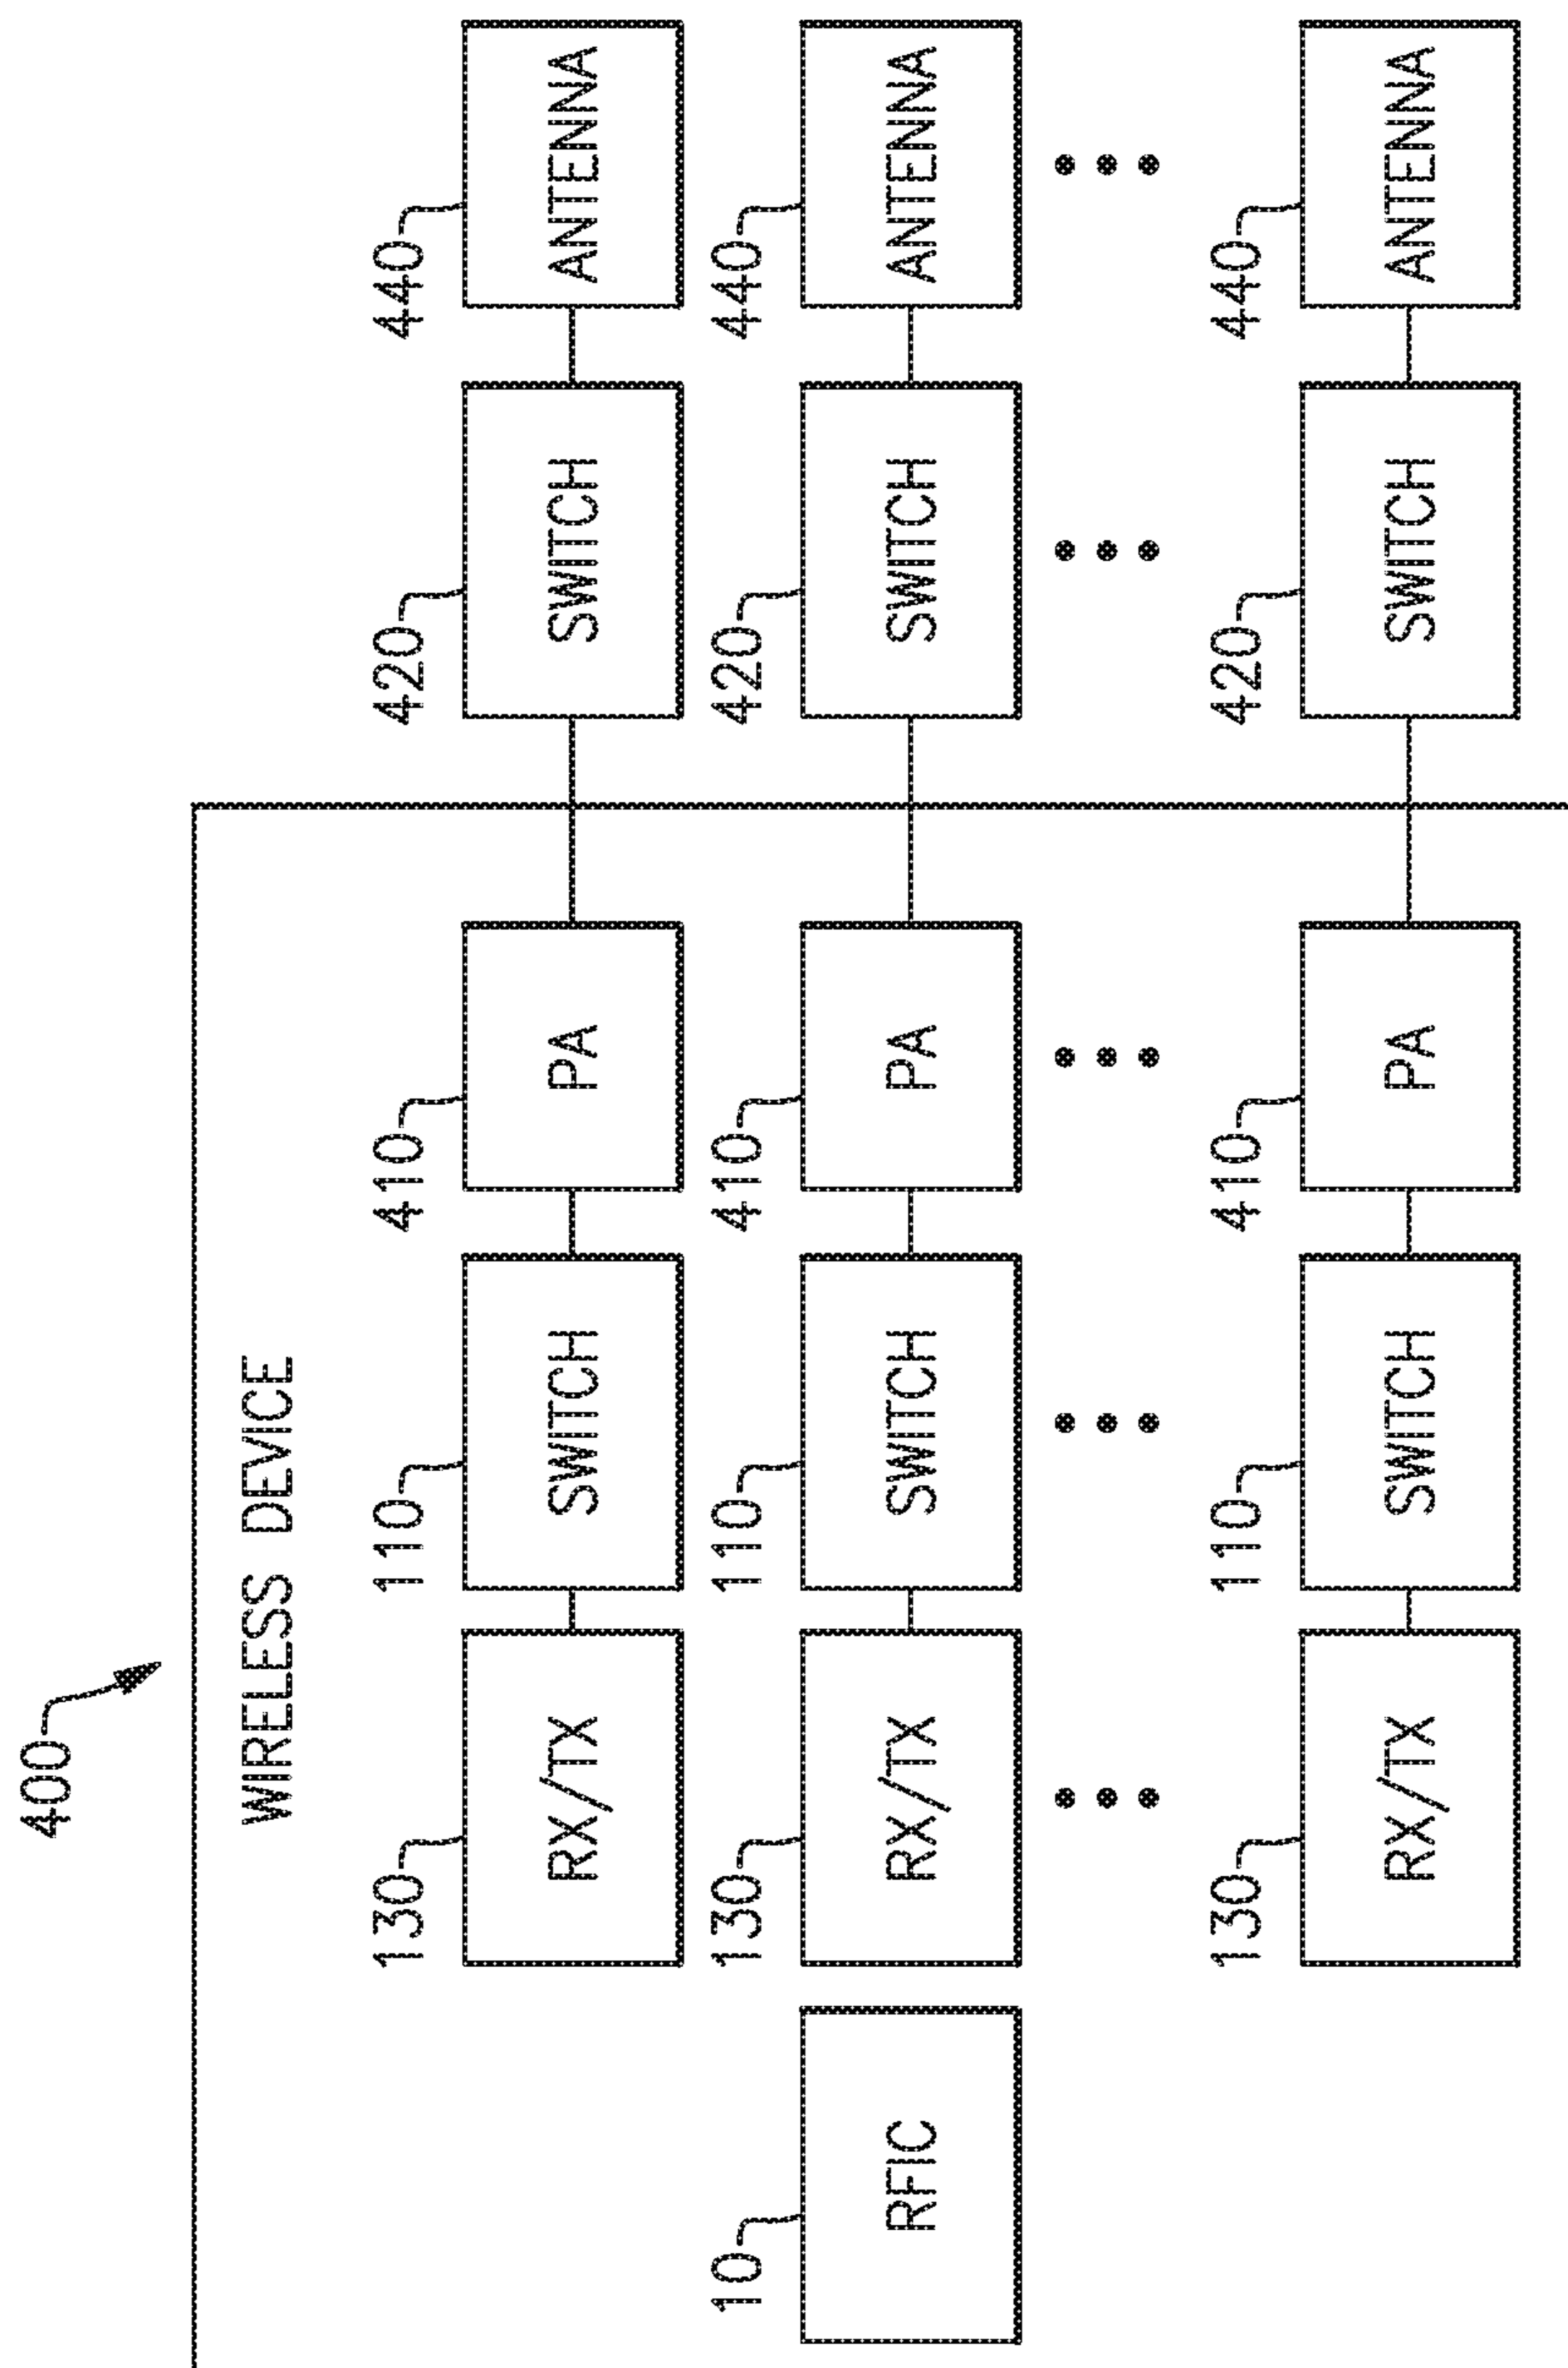 400
WIRELESS DEVICE
130
110
410
420
440
RX/TX
SWITCH
PA
SWITCH
ANTENNA
10
130
110
410
420
440
RFIC
RX/TX
SWITCH
PA
SWITCH
ANTENNA
130
110
410
420
440
RX/TX
SWITCH
PA
SWITCH
ANTENNA